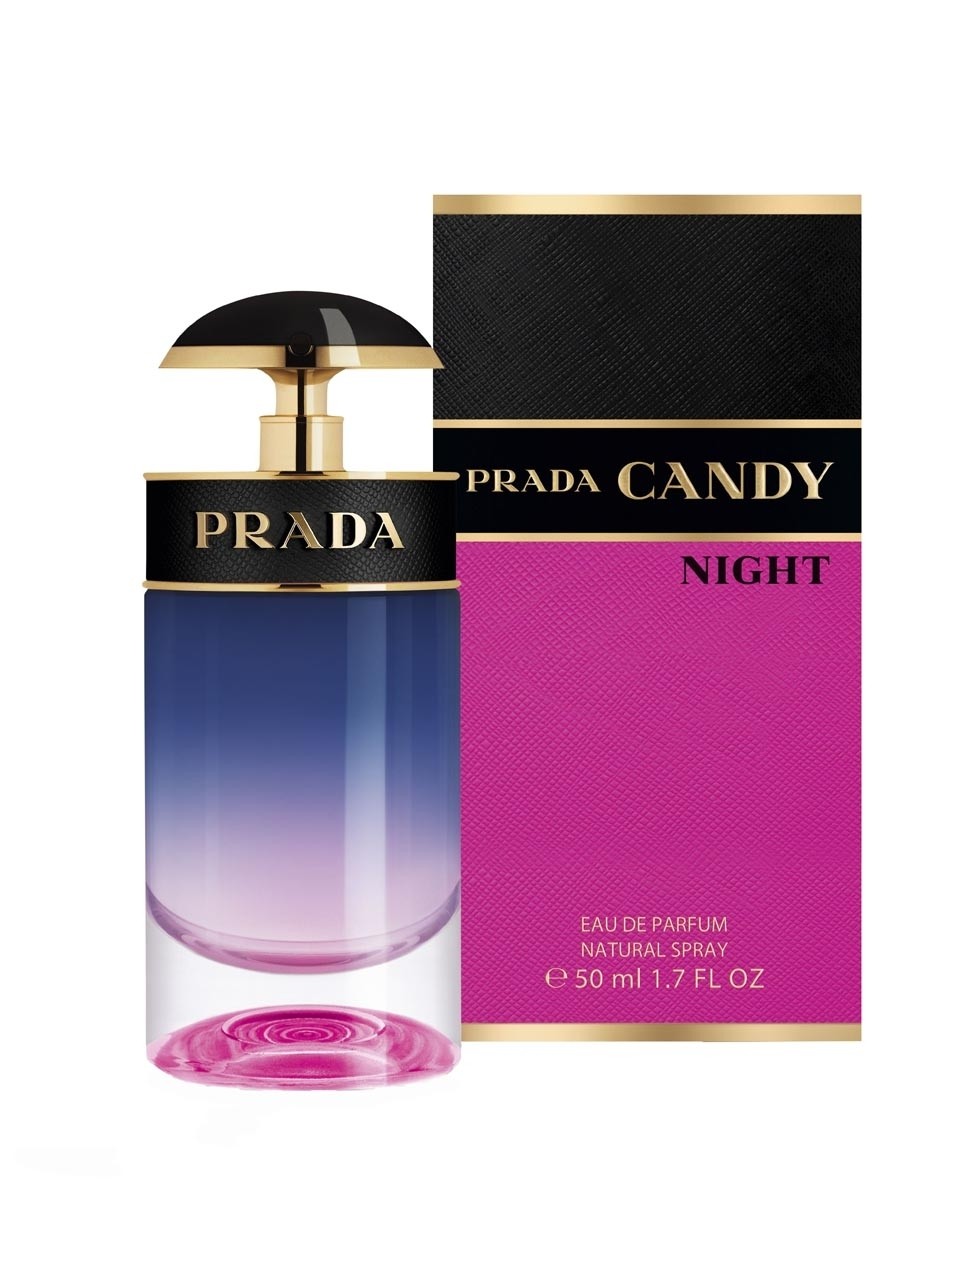 PRADA
PRADA CANDY
NIGHT
EAU DE PARFUM
NATURAL SPRAY
℮ 50 ml 1.7 FL OZ